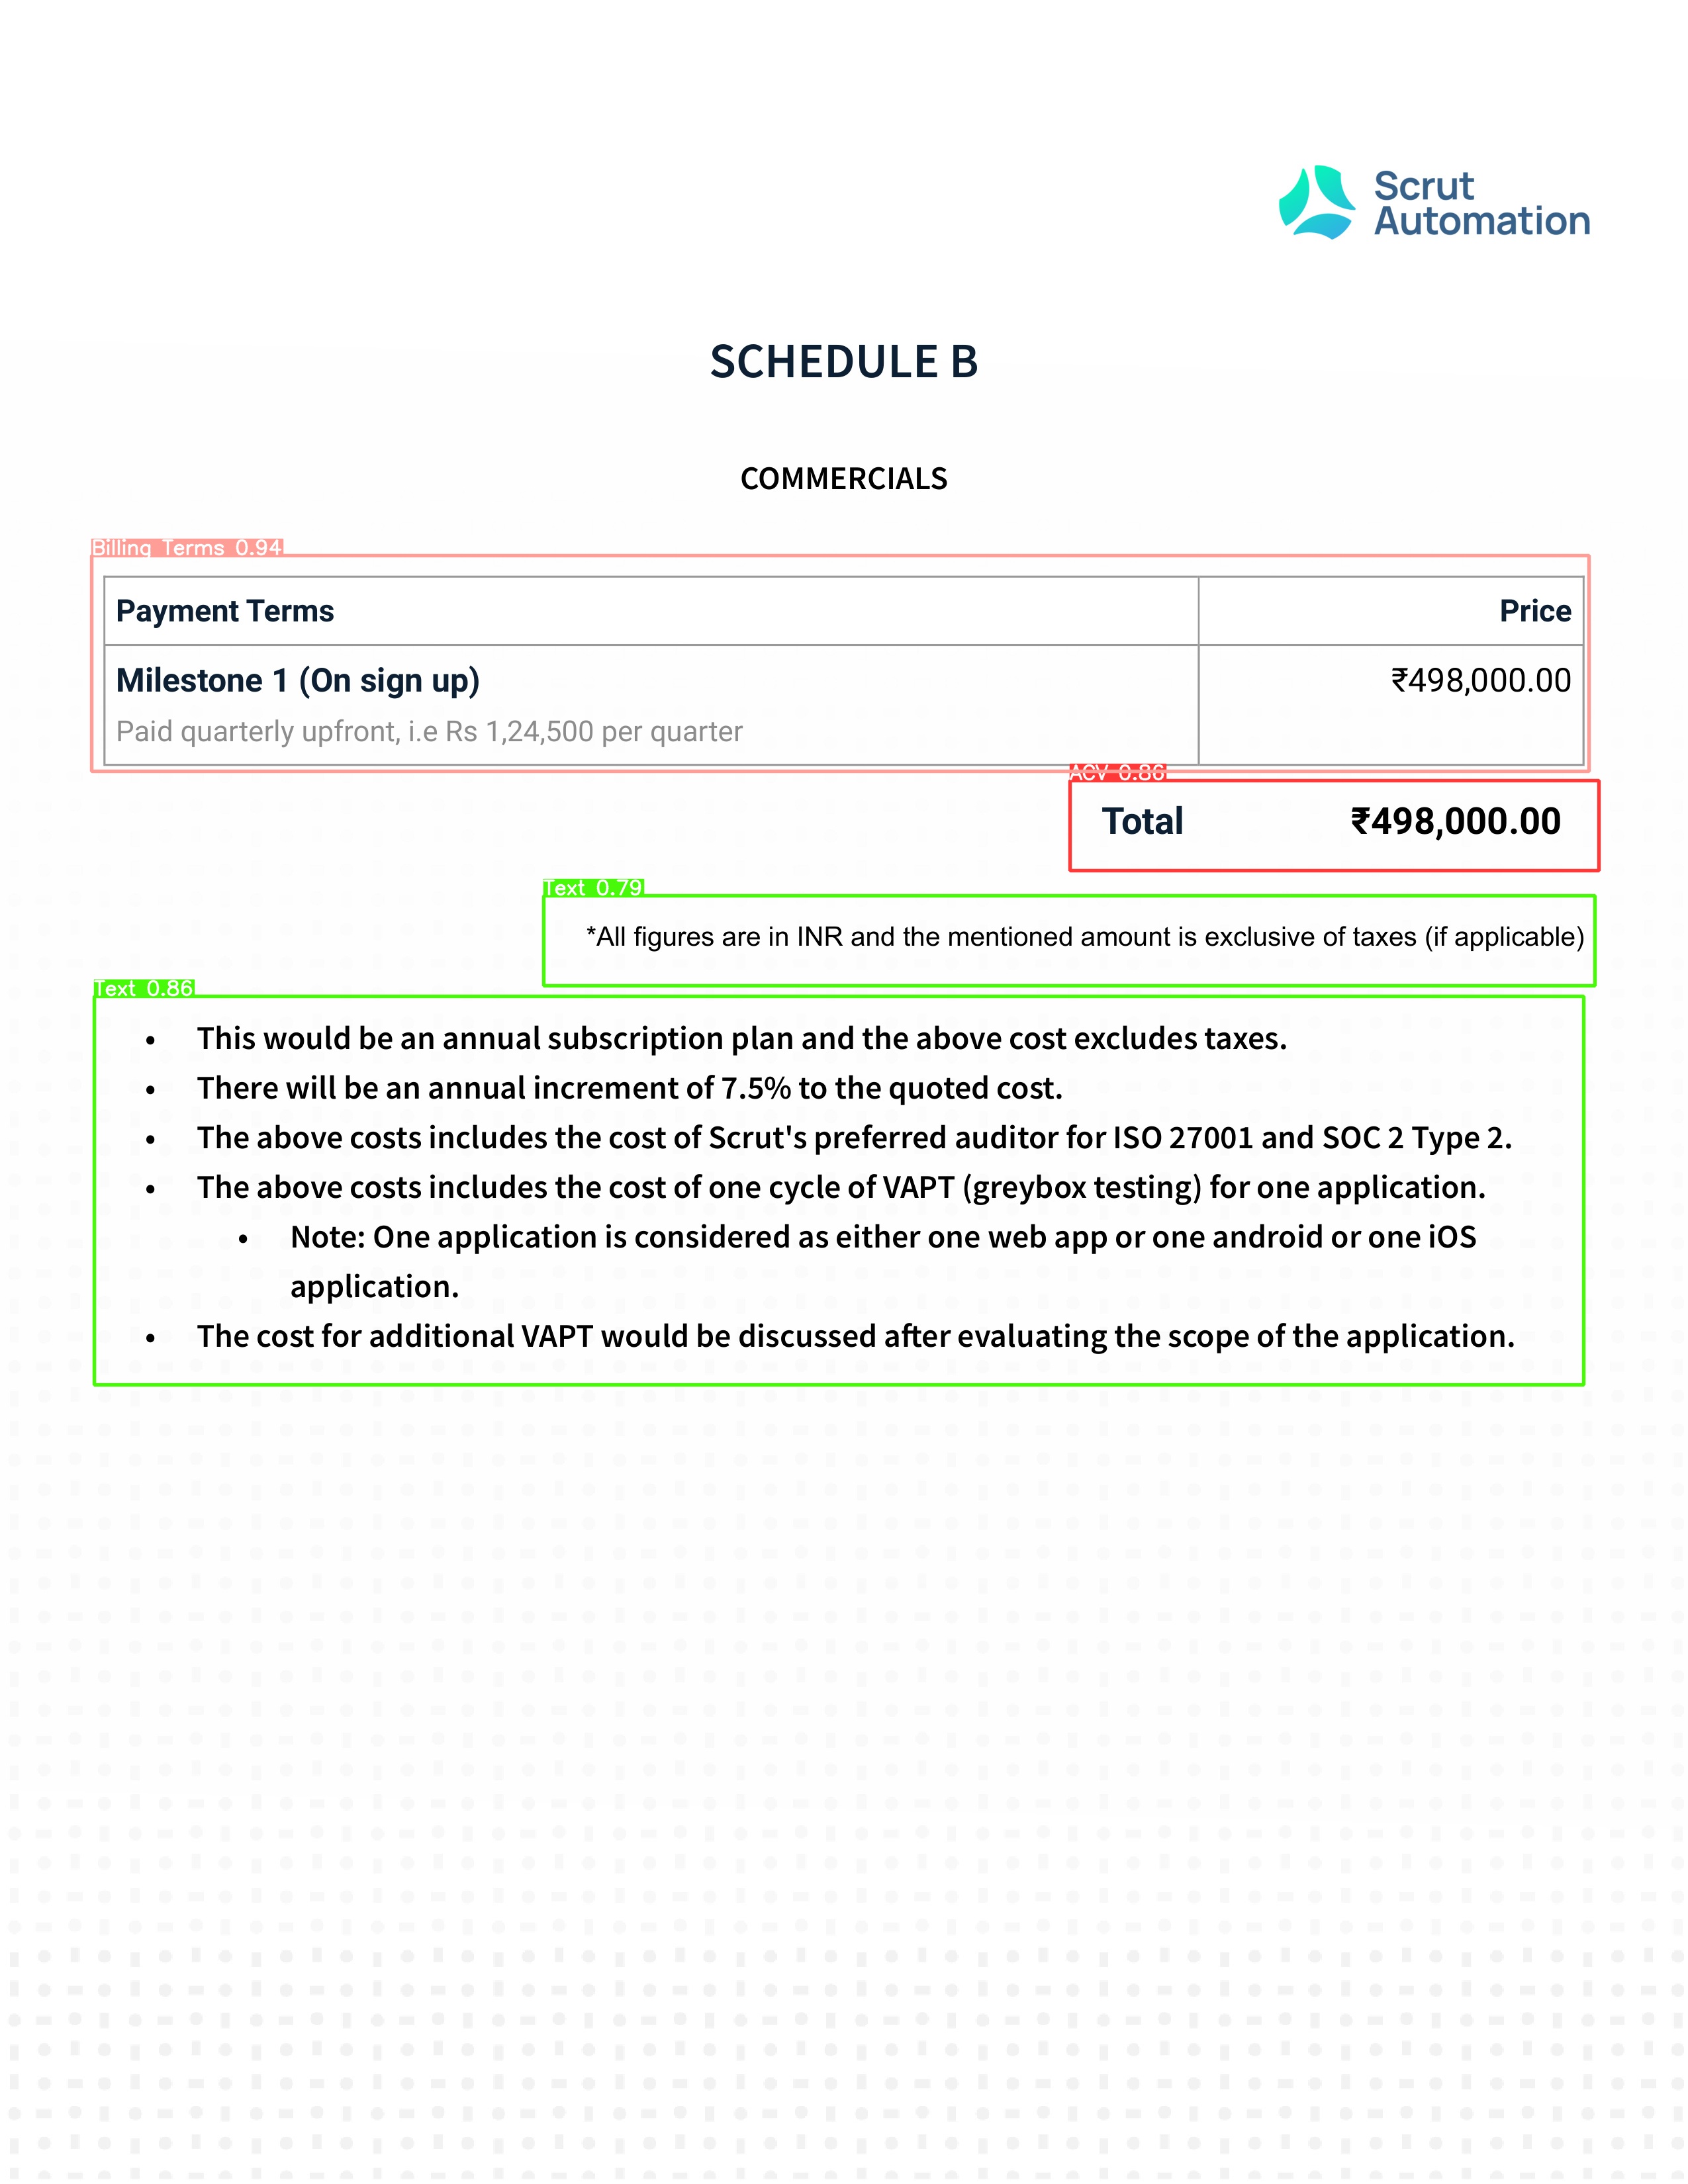 Scrut
Automation
SCHEDULE B
COMMERCIALS
Billing Terms 0.94
Payment Terms Price
Milestone 1 (On sign up) ₹498,000.00
Paid quarterly upfront, i.e Rs 1,24,500 per quarter
ACV 0.86
Total ₹498,000.00
Text 0.79
*All figures are in INR and the mentioned amount is exclusive of taxes (if applicable)
Text 0.86
• This would be an annual subscription plan and the above cost excludes taxes.
• There will be an annual increment of 7.5% to the quoted cost.
• The above costs includes the cost of Scrut's preferred auditor for ISO 27001 and SOC 2 Type 2.
• The above costs includes the cost of one cycle of VAPT (greybox testing) for one application.
• Note: One application is considered as either one web app or one android or one iOS
application.
• The cost for additional VAPT would be discussed after evaluating the scope of the application.